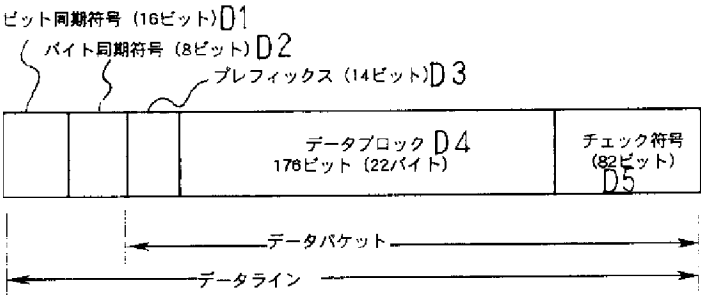 ビット同期符号 (16ビット) D1
バイト同期符号 (8ビット) D2
プレフィックス (14ビット) D3
データブロック D4
176ビット (22バイト)
チェック符号
(82ビット)
D5
データパケット
データライン